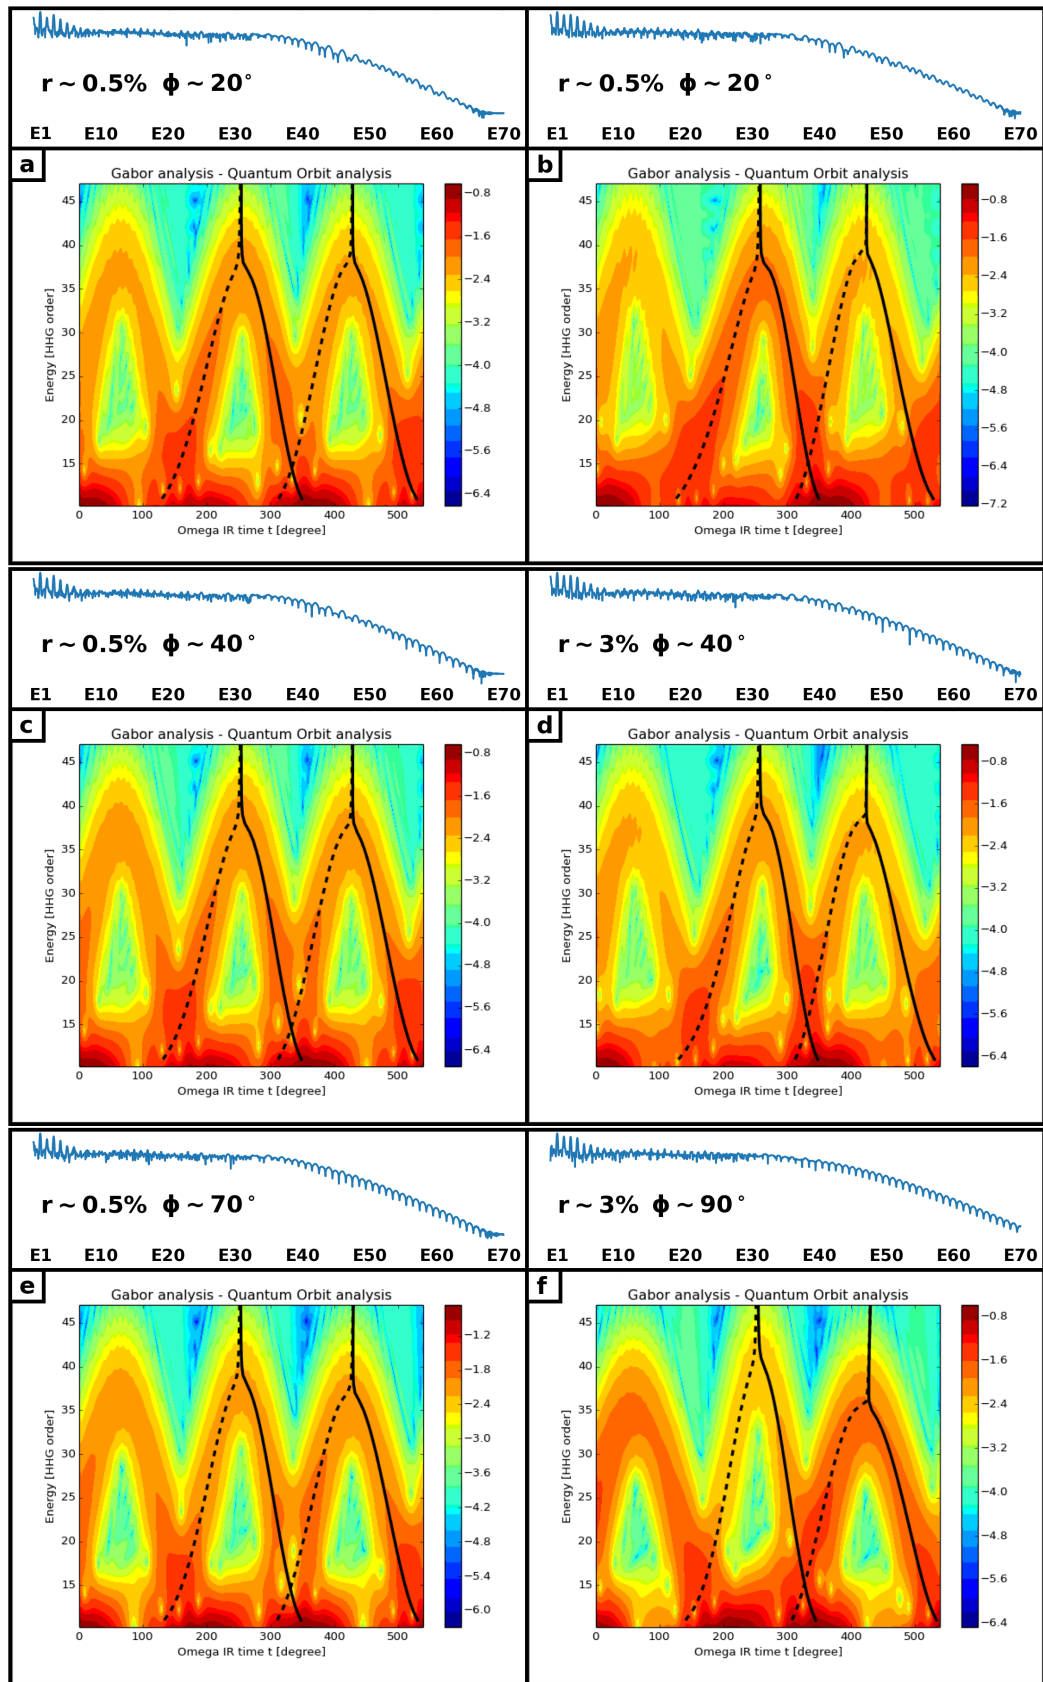 r ~ 0.5% ϕ ~ 20°
E1 E10 E20 E30 E40 E50 E60 E70
r ~ 0.5% ϕ ~ 20°
E1 E10 E20 E30 E40 E50 E60 E70
a
Gabor analysis - Quantum Orbit analysis
45
40
35
30
25
20
15
Energy [HHG order]
0 100 200 300 400 500
Omega IR time t [degree]
−0.8
−1.6
−2.4
−3.2
−4.0
−4.8
−5.6
−6.4
b
Gabor analysis - Quantum Orbit analysis
45
40
35
30
25
20
15
Energy [HHG order]
0 100 200 300 400 500
Omega IR time t [degree]
−0.8
−1.6
−2.4
−3.2
−4.0
−4.8
−5.6
−6.4
−7.2
r ~ 0.5% ϕ ~ 40°
E1 E10 E20 E30 E40 E50 E60 E70
r ~ 3% ϕ ~ 40°
E1 E10 E20 E30 E40 E50 E60 E70
c
Gabor analysis - Quantum Orbit analysis
45
40
35
30
25
20
15
Energy [HHG order]
0 100 200 300 400 500
Omega IR time t [degree]
−0.8
−1.6
−2.4
−3.2
−4.0
−4.8
−5.6
−6.4
d
Gabor analysis - Quantum Orbit analysis
45
40
35
30
25
20
15
Energy [HHG order]
0 100 200 300 400 500
Omega IR time t [degree]
−0.8
−1.6
−2.4
−3.2
−4.0
−4.8
−5.6
−6.4
r ~ 0.5% ϕ ~ 70°
E1 E10 E20 E30 E40 E50 E60 E70
r ~ 3% ϕ ~ 90°
E1 E10 E20 E30 E40 E50 E60 E70
e
Gabor analysis - Quantum Orbit analysis
45
40
35
30
25
20
15
Energy [HHG order]
0 100 200 300 400 500
Omega IR time t [degree]
−1.2
−1.8
−2.4
−3.0
−3.6
−4.2
−4.8
−5.4
−6.0
f
Gabor analysis - Quantum Orbit analysis
45
40
35
30
25
20
15
Energy [HHG order]
0 100 200 300 400 500
Omega IR time t [degree]
−0.8
−1.6
−2.4
−3.2
−4.0
−4.8
−5.6
−6.4